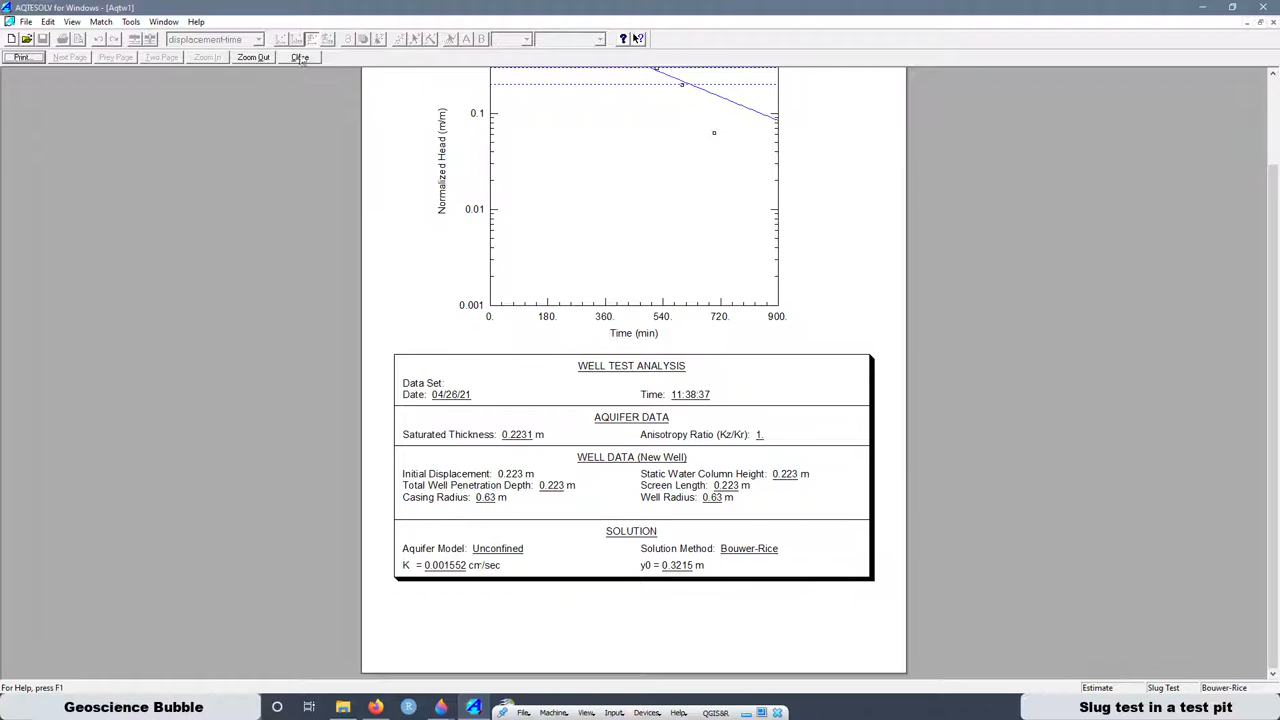 AQTESOLV for Windows - [Aqtw1]
File Edit View Match Tools Window Help
displacement-time
Print... Next Page Prev Page Two Page Zoom In Zoom Out Close
0.1
0.01
0.001
Normalized Head (m/m)
0. 180. 360. 540. 720. 900.
Time (min)
WELL TEST ANALYSIS
Data Set:
Date: 04/26/21 Time: 11:38:37
AQUIFER DATA
Saturated Thickness: 0.2231 m Anisotropy Ratio (Kz/Kr): 1.
WELL DATA (New Well)
Initial Displacement: 0.223 m Static Water Column Height: 0.223 m
Total Well Penetration Depth: 0.223 m Screen Length: 0.223 m
Casing Radius: 0.63 m Well Radius: 0.63 m
SOLUTION
Aquifer Model: Unconfined Solution Method: Bouwer-Rice
K = 0.001552 cm/sec y0 = 0.3215 m
For Help, press F1 Estimate Slug Test Bouwer-Rice
Geoscience Bubble Slug test in a test pit
File Machine View Input Devices Help QGIS&R